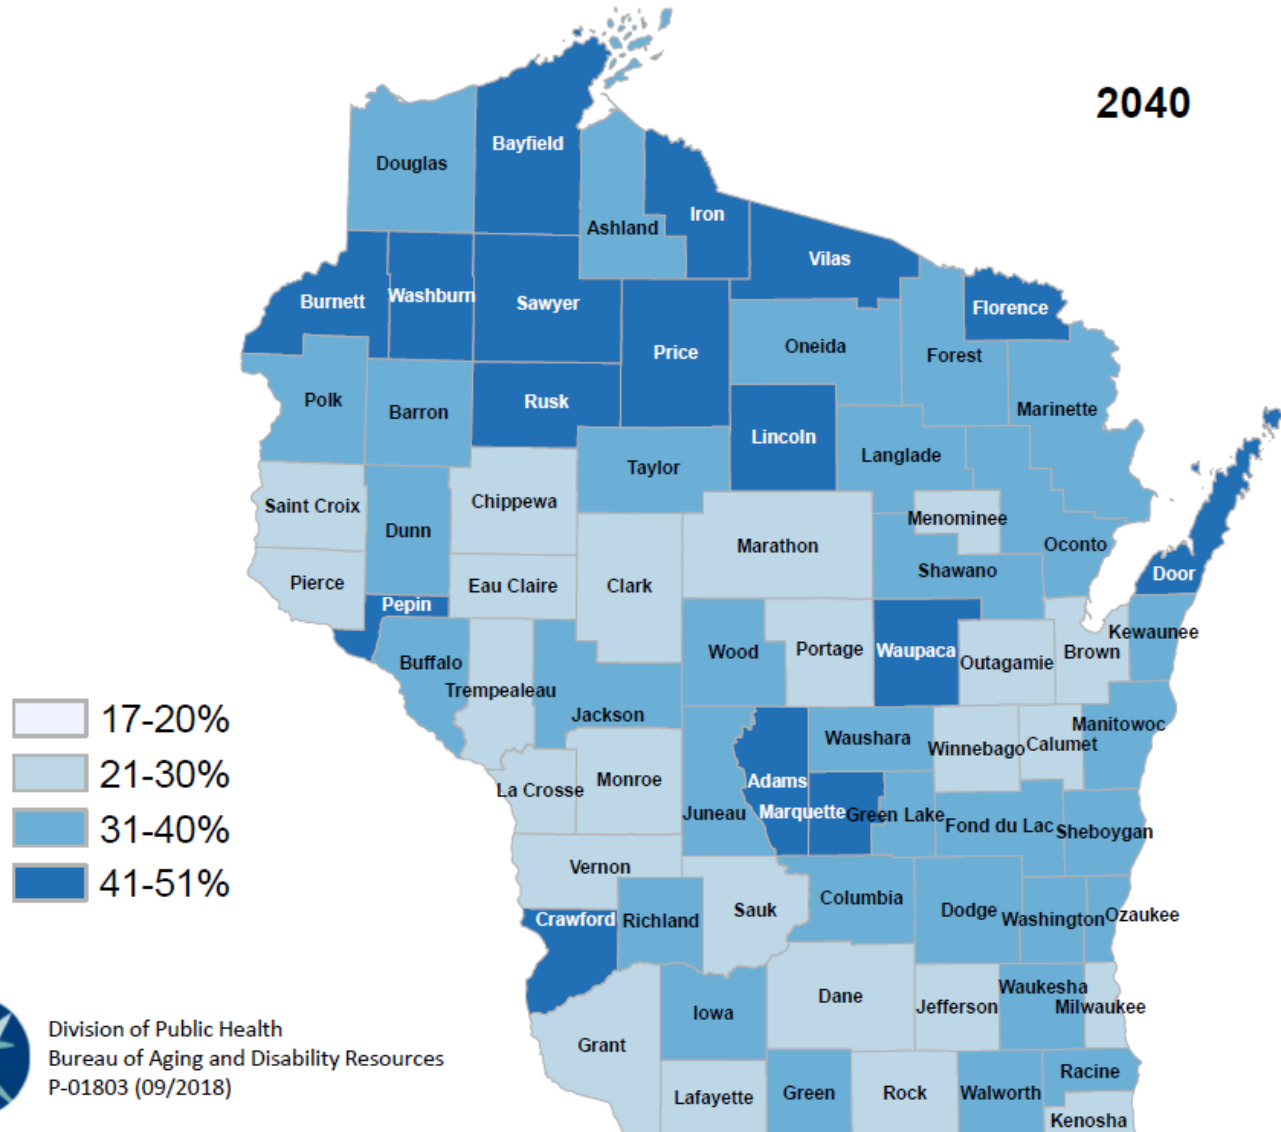 2040
Bayfield
Douglas
Iron
Ashland
Vilas
Burnett
Washburn
Sawyer
Florence
Price
Oneida
Forest
Polk
Barron
Rusk
Marinette
Lincoln
Langlade
Taylor
Saint Croix
Chippewa
Menominee
Dunn
Marathon
Oconto
Shawano
Door
Pierce
Eau Claire
Clark
Pepin
Kewaunee
Buffalo
Wood
Portage
Waupaca
Outagamie
Brown
Trempealeau
17-20%
Jackson
Manitowoc
Waushara
Winnebago
Calumet
21-30%
La Crosse
Monroe
Adams
Juneau
Marquette
Green Lake
Fond du Lac
Sheboygan
31-40%
Vernon
41-51%
Crawford
Richland
Sauk
Columbia
Dodge
Washington
Ozaukee
Waukesha
Dane
Jefferson
Milwaukee
Iowa
Grant
Division of Public Health
Bureau of Aging and Disability Resources
P-01803 (09/2018)
Racine
Lafayette
Green
Rock
Walworth
Kenosha